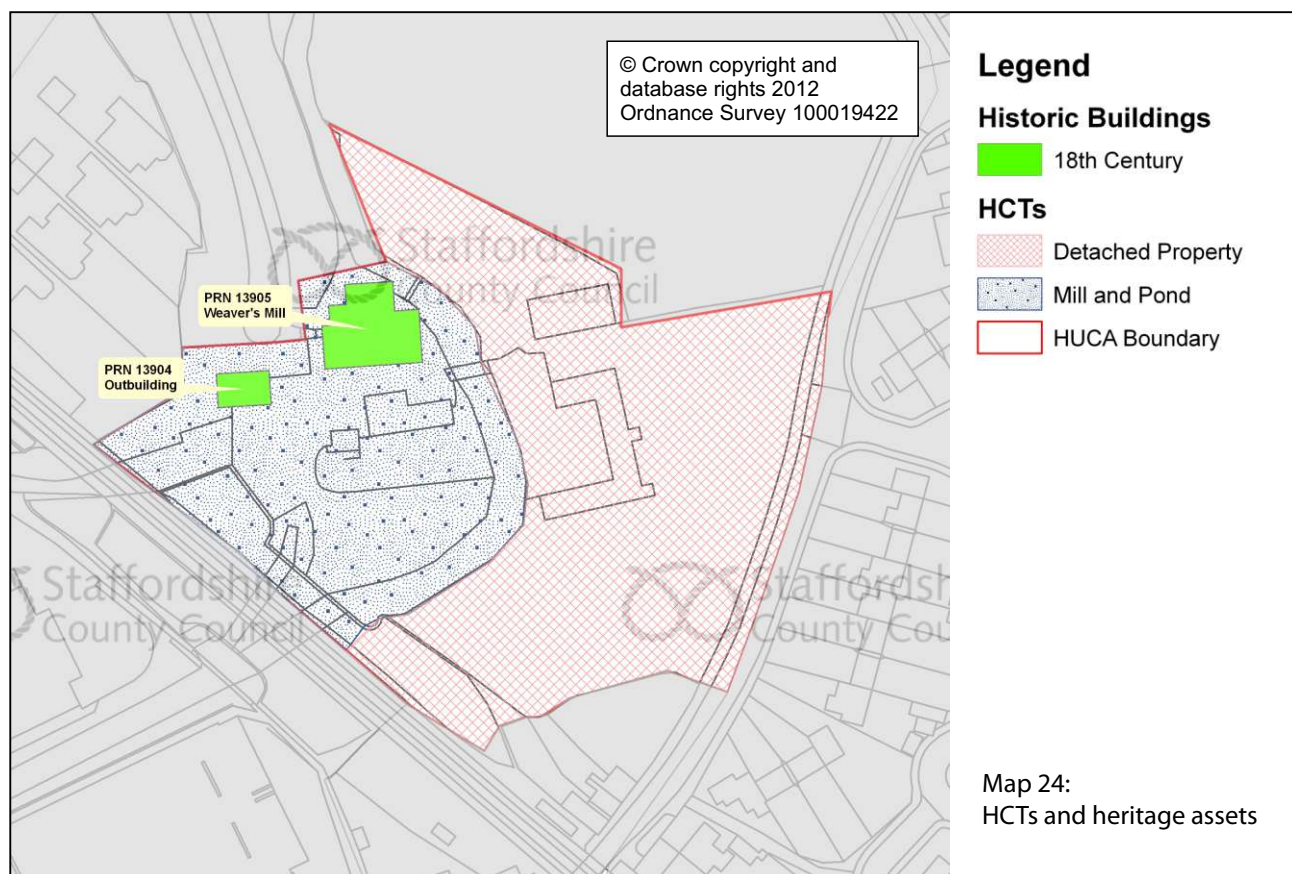 © Crown copyright and
database rights 2012
Ordnance Survey 100019422
Staffordshire
County Council
PRN 13905
Weaver's Mill
PRN 13904
Outbuilding
Staffordshire
County Council
Staffordsh
County Cou
Legend
Historic Buildings
18th Century
HCTs
Detached Property
Mill and Pond
HUCA Boundary
Map 24:
HCTs and heritage assets